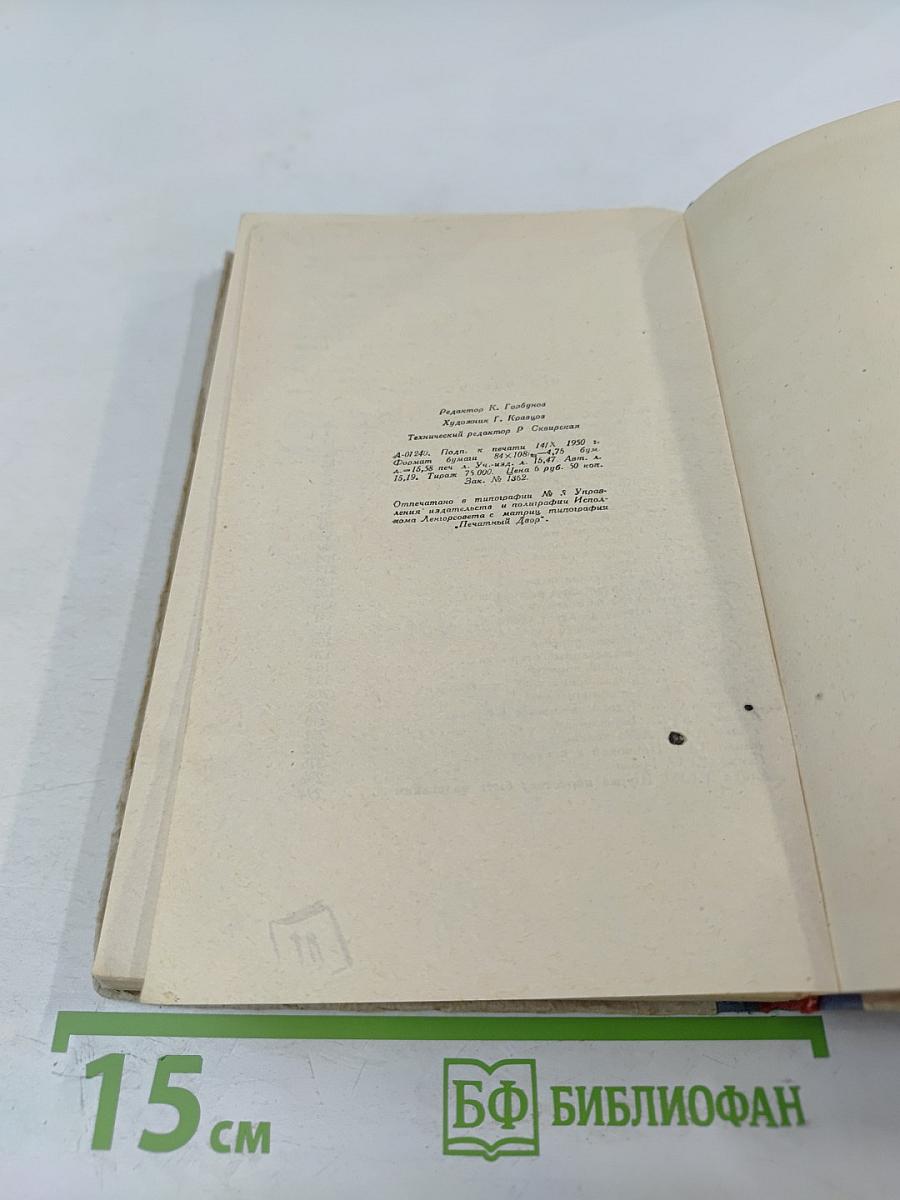 Редактор К. Горбунов
Художник Г. Кравцов
Технический редактор Р Сквирская
А-01240. Подп. к печати 14/X 1950 г.
Формат бумаги 84×108¹/₃₂—4,75 бум.
л.—15,58 печ л. Уч.-изд. л. 15,47. Авт. л.
15,19. Тираж 75 000. Цена 6 руб. 50 коп.
Зак. № 1362.
Отпечатано в типографии № 3 Управ-
ления издательств и полиграфии Испол-
кома Ленгорсовета с матриц типографии
„Печатный Двор“.
15 см
БФ БИБЛИОФАН